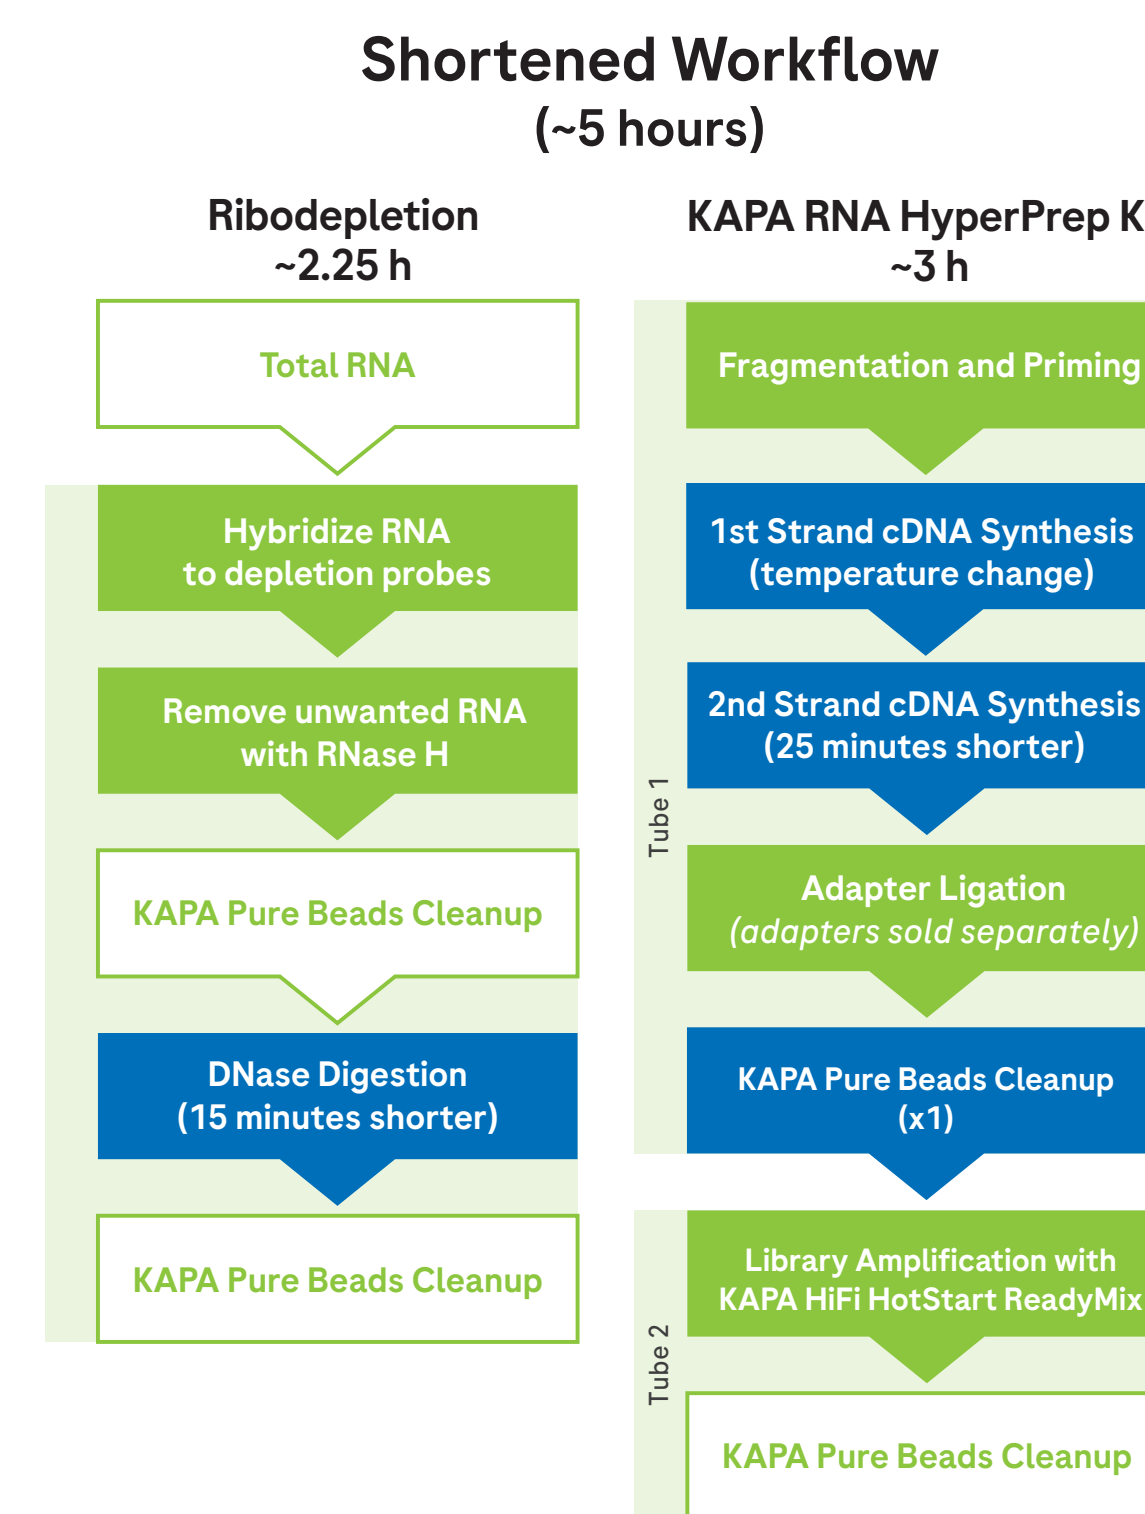 Shortened Workflow
(~5 hours)
Ribodepletion
~2.25 h
Total RNA
Hybridize RNA
to depletion probes
Remove unwanted RNA
with RNase H
KAPA Pure Beads Cleanup
DNase Digestion
(15 minutes shorter)
KAPA Pure Beads Cleanup
KAPA RNA HyperPrep K
~3 h
Tube 1
Fragmentation and Priming
1st Strand cDNA Synthesis
(temperature change)
2nd Strand cDNA Synthesis
(25 minutes shorter)
Adapter Ligation
(adapters sold separately)
KAPA Pure Beads Cleanup
(x1)
Tube 2
Library Amplification with
KAPA HiFi HotStart ReadyMix
KAPA Pure Beads Cleanup